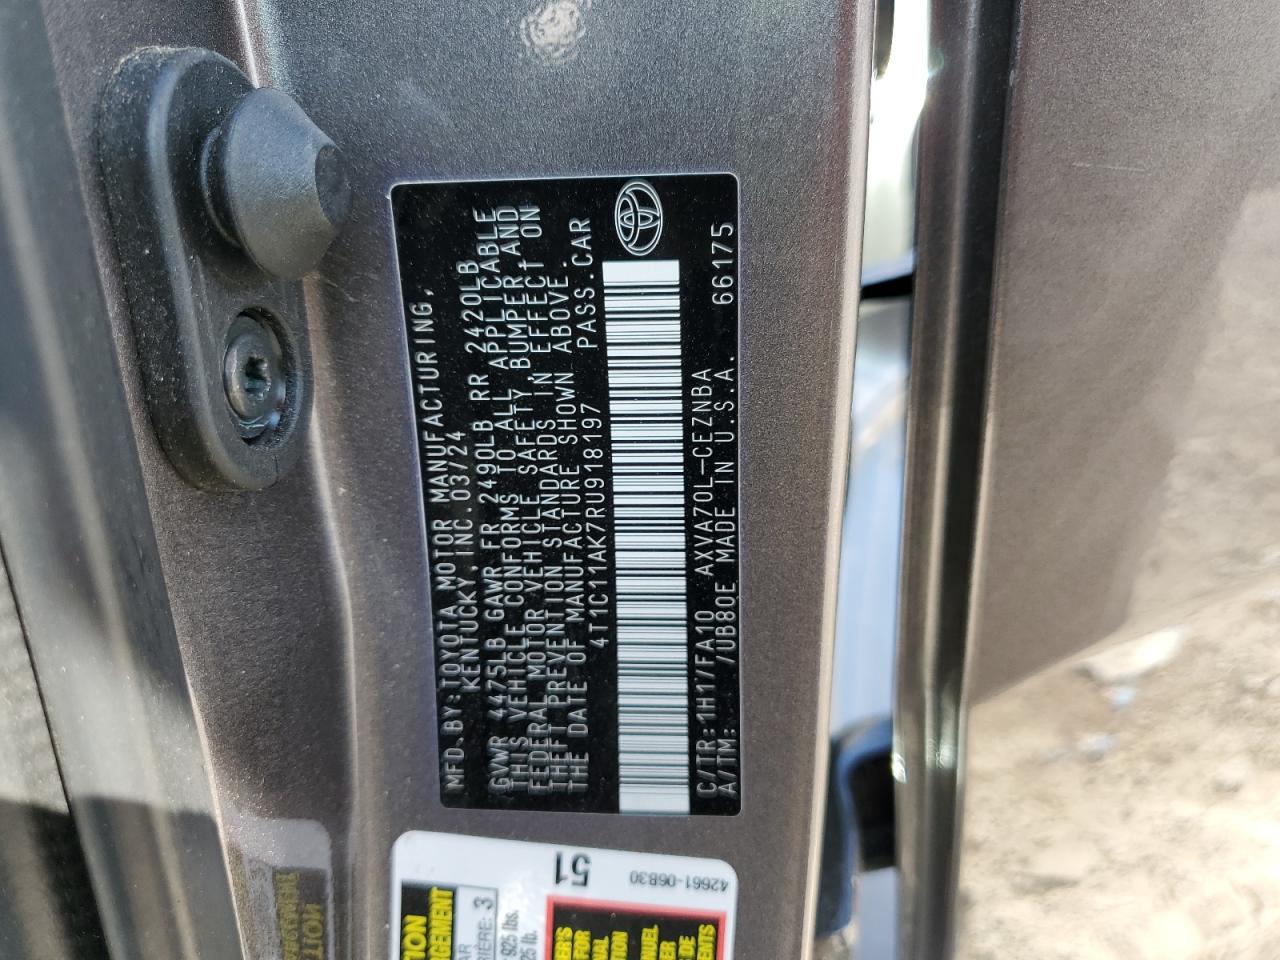 MFD. BY: TOYOTA MOTOR MANUFACTURING,
KENTUCKY INC. 03/24
GVWR 4475LB GAWR FR 2490LB RR 2420LB
THIS VEHICLE CONFORMS TO ALL APPLICABLE
FEDERAL MOTOR VEHICLE SAFETY, BUMPER, AND
THEFT PREVENTION STANDARDS IN EFFECT ON
THE DATE OF MANUFACTURE SHOWN ABOVE.
4T1C11AK7RU918197 PASS.CAR
C/TR: 1H17FA10 AXVA70L-CEZNBA
A/TM: /UB80E MADE IN U.S.A. 66175
51
42661-06B30